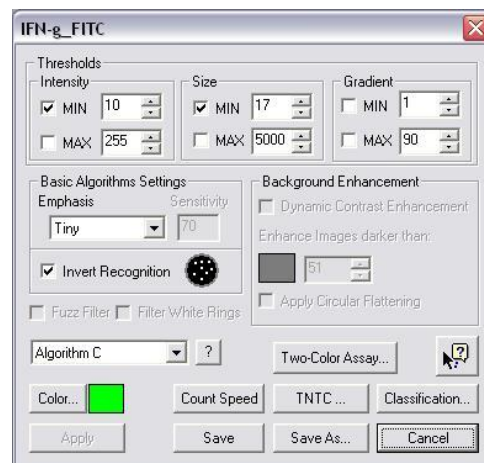 IFN-g_FITC
Thresholds
Intensity
MIN 10
MAX 255
Size
MIN 17
MAX 5000
Gradient
MIN 1
MAX 90
Basic Algorithms Settings
Emphasis Sensitivity
Tiny 70
Invert Recognition
Background Enhancement
Dynamic Contrast Enhancement
Enhance Images darker than:
51
Apply Circular Flattening
Fuzz Filter Filter White Rings
Algorithm C ? Two-Color Assay... ?
Color... Count Speed TNTC ... Classification...
Apply Save Save As... Cancel